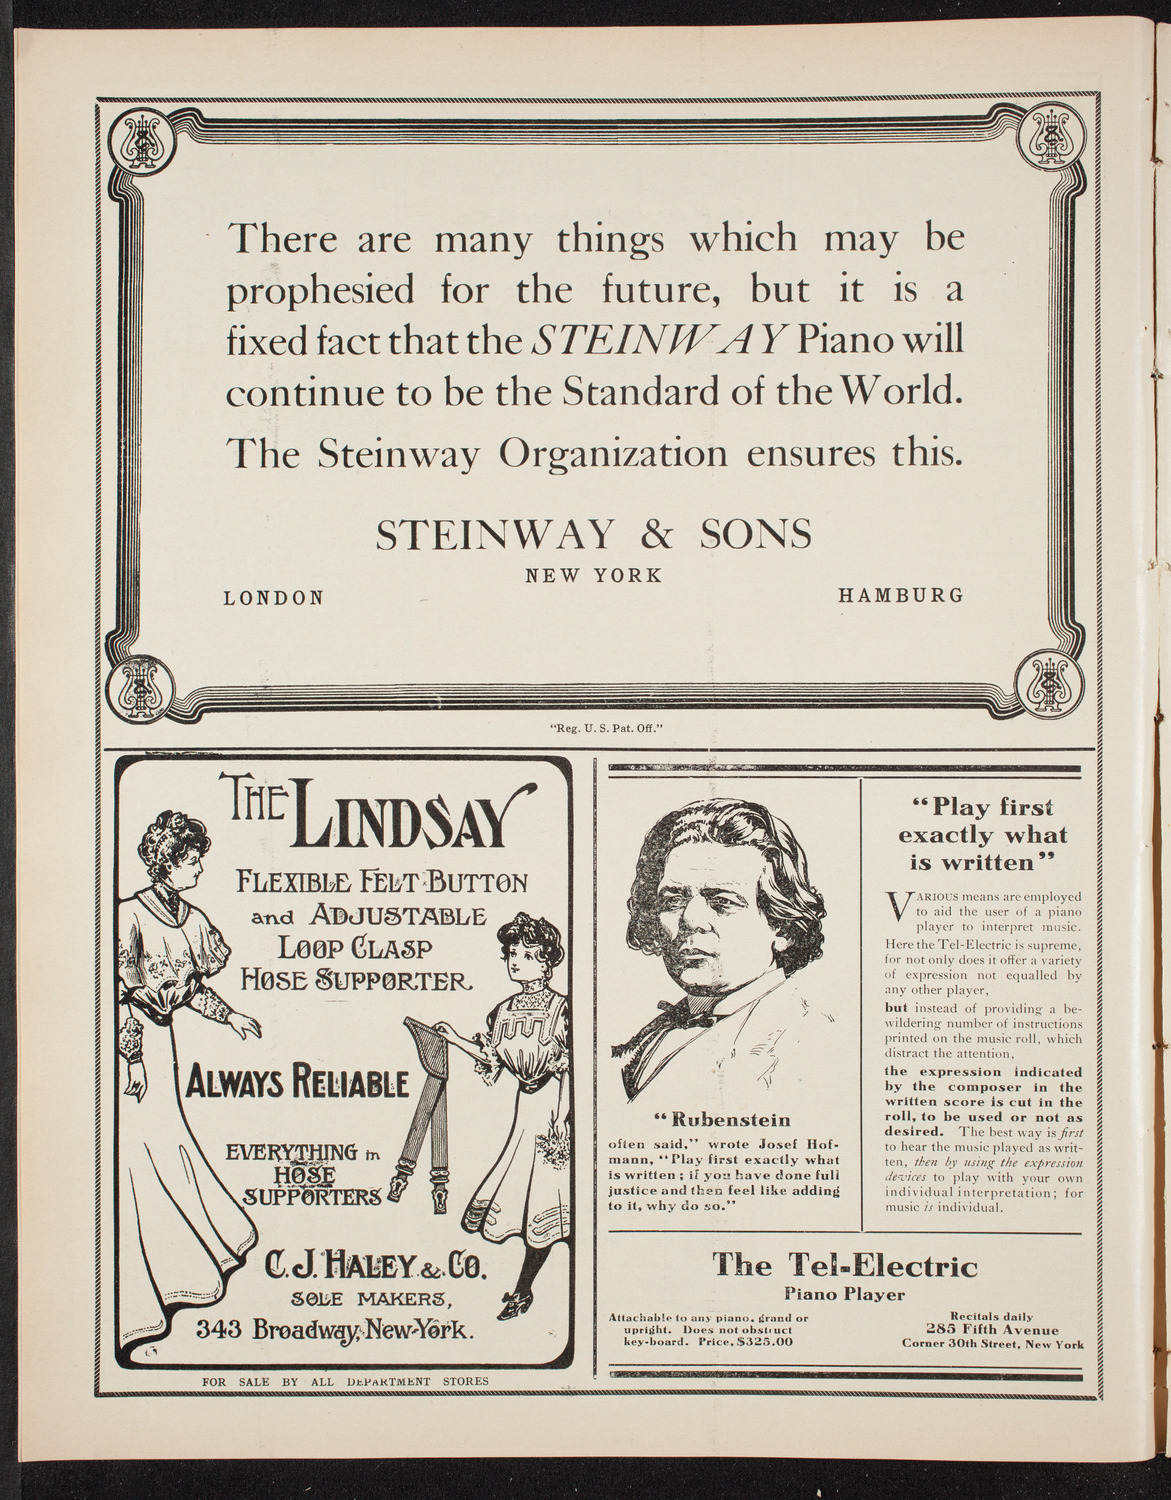 There are many things which may be
prophesied for the future, but it is a
fixed fact that the STEINWAY Piano will
continue to be the Standard of the World.
The Steinway Organization ensures this.
STEINWAY & SONS
NEW YORK
LONDON
HAMBURG
"Reg. U. S. Pat. Off."
THE LINDSAY
FLEXIBLE FELT BUTTON
and ADJUSTABLE
LOOP CLASP
HOSE SUPPORTER
ALWAYS RELIABLE
EVERYTHING in
HOSE
SUPPORTERS
C. J. HALEY & CO.
SOLE MAKERS,
343 Broadway, New-York.
FOR SALE BY ALL DEPARTMENT STORES
"Rubenstein
often said," wrote Josef Hof-
mann, "Play first exactly what
is written; if you have done full
justice and then feel like adding
to it, why do so."
"Play first
exactly what
is written"
VARIOUS means are employed
to aid the user of a piano
player to interpret music.
Here the Tel-Electric is supreme,
for not only does it offer a variety
of expression not equalled by
any other player,
but instead of providing a be-
wildering number of instructions
printed on the music roll, which
distract the attention,
the expression indicated
by the composer in the
written score is cut in the
roll, to be used or not as
desired. The best way is first
to hear the music played as writ-
ten, then by using the expression
devices to play with your own
individual interpretation; for
music is individual.
The Tel-Electric
Piano Player
Attachable to any piano, grand or
upright. Does not obstruct
key-board. Price, $325.00
Recitals daily
285 Fifth Avenue
Corner 30th Street, New York